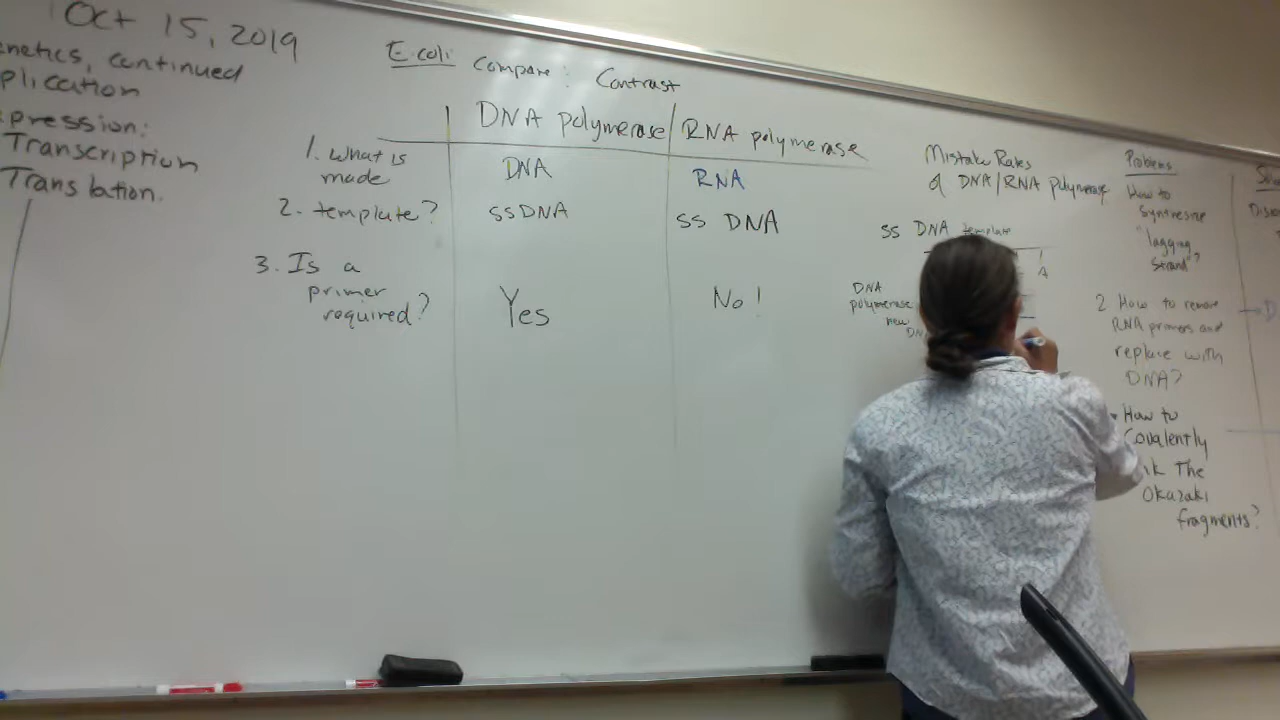 Oct 15, 2019
netics, continued
plication
pression:
Transcription
Translation.
E.coli Compare: Contrast
DNA polymerase/ RNA polymerase
1. What is
made
DNA
RNA
2. template?
ssDNA
ss DNA
3. Is a
primer
required?
Yes
No!
Mistake Rates
DNA/RNA polymerase
ss DNA template
A
DNA
polymerase
new
Problems
How to
Synthesize
"lagging
strand"?
2 How to remove
RNA primers and
replace with
DNA?
How to
Covalently
The
Okazaki
fragments?